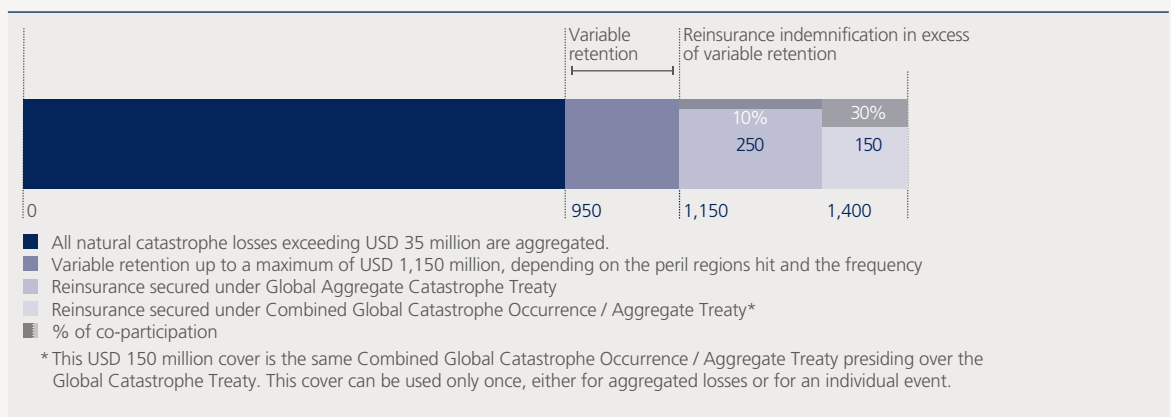 Variable
retention
Reinsurance indemnification in excess
of variable retention
10%
30%
250
150
0
950
1,150
1,400
All natural catastrophe losses exceeding USD 35 million are aggregated.
Variable retention up to a maximum of USD 1,150 million, depending on the peril regions hit and the frequency
Reinsurance secured under Global Aggregate Catastrophe Treaty
Reinsurance secured under Combined Global Catastrophe Occurrence / Aggregate Treaty*
% of co-participation
* This USD 150 million cover is the same Combined Global Catastrophe Occurrence / Aggregate Treaty presiding over the
Global Catastrophe Treaty. This cover can be used only once, either for aggregated losses or for an individual event.